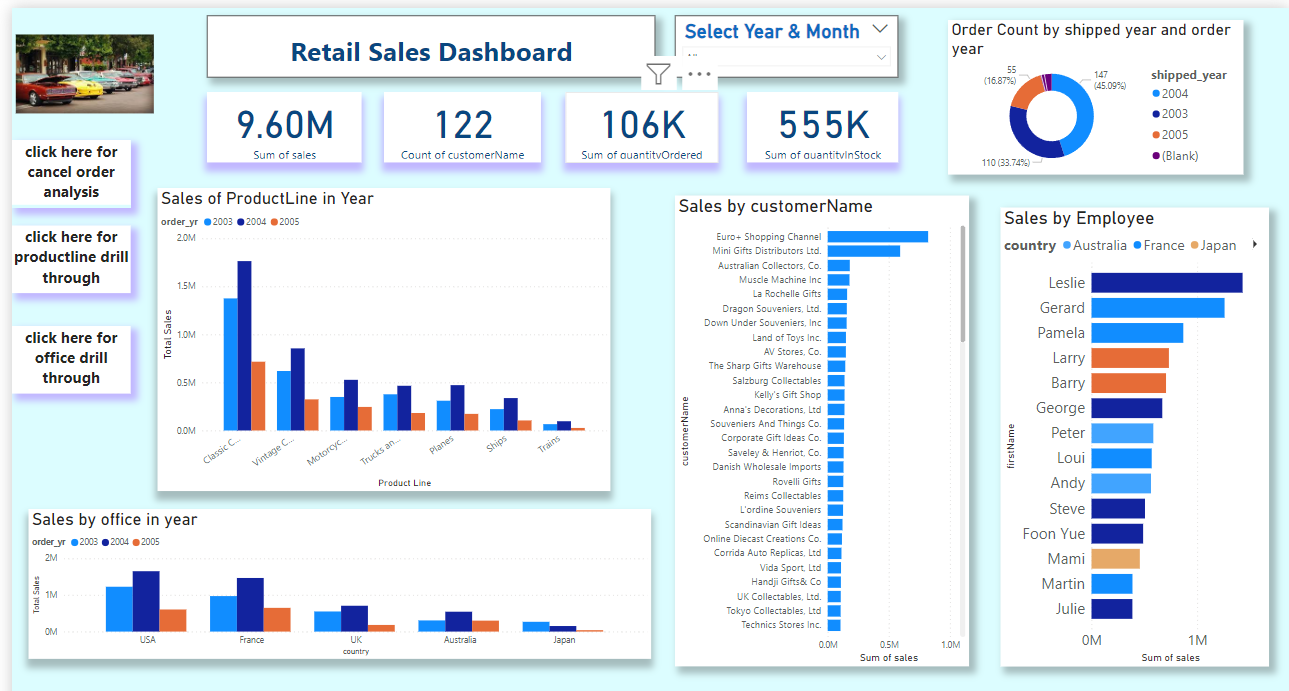 Retail Sales Dashboard
Select Year & Month
click here for
cancel order
analysis
click here for
productline drill
through
click here for
office drill
through
9.60M
Sum of sales
122
Count of customerName
106K
Sum of quantityOrdered
555K
Sum of quantityInStock
Order Count by shipped year and order
year
55
(16.87%)
147
(45.09%)
110 (33.74%)
shipped_year
2004
2003
2005
(Blank)
Sales of ProductLine in Year
order_yr 2003 2004 2005
2.0M
1.5M
1.0M
0.5M
0.0M
Total Sales
Classic C...
Vintage C...
Motorcyc...
Trucks an...
Planes
Ships
Trains
Product Line
Sales by office in year
order_yr 2003 2004 2005
2M
1M
0M
Total Sales
USA
France
UK
Australia
Japan
country
Sales by customerName
customerName
Euro+ Shopping Channel
Mini Gifts Distributors Ltd.
Australian Collectors, Co.
Muscle Machine Inc
La Rochelle Gifts
Dragon Souveniers, Ltd.
Down Under Souveniers, Inc
Land of Toys Inc.
AV Stores, Co.
The Sharp Gifts Warehouse
Salzburg Collectables
Kelly's Gift Shop
Anna's Decorations, Ltd
Souveniers And Things Co.
Corporate Gift Ideas Co.
Saveley & Henriot, Co.
Danish Wholesale Imports
Rovelli Gifts
Reims Collectables
L'ordine Souveniers
Scandinavian Gift Ideas
Online Diecast Creations Co.
Corrida Auto Replicas, Ltd
Vida Sport, Ltd
Handji Gifts& Co
UK Collectables, Ltd.
Tokyo Collectables, Ltd
Technics Stores Inc.
0.0M 0.5M 1.0M
Sum of sales
Sales by Employee
country Australia France Japan
firstName
Leslie
Gerard
Pamela
Larry
Barry
George
Peter
Loui
Andy
Steve
Foon Yue
Mami
Martin
Julie
0M 1M
Sum of sales